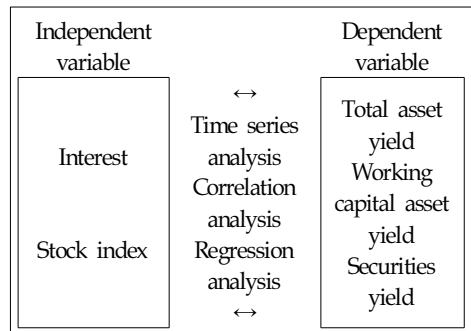 Independent
variable
Interest
Stock index
↔
Time series
analysis
Correlation
analysis
Regression
analysis
↔
Dependent
variable
Total asset
yield
Working
capital asset
yield
Securities
yield